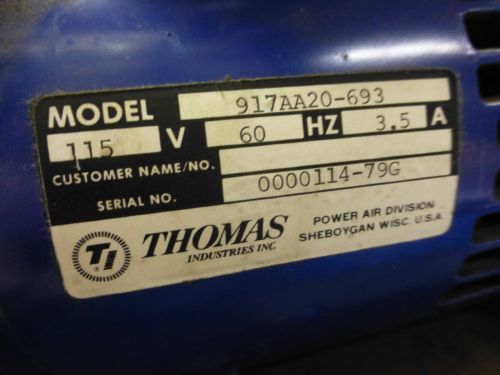 MODEL 917AA20-693
115 V 60 HZ 3.5 A
CUSTOMER NAME/NO.
SERIAL NO. 0000114-79G
TI ® THOMAS INDUSTRIES INC. POWER AIR DIVISION
SHEBOYGAN WISC. U.S.A.